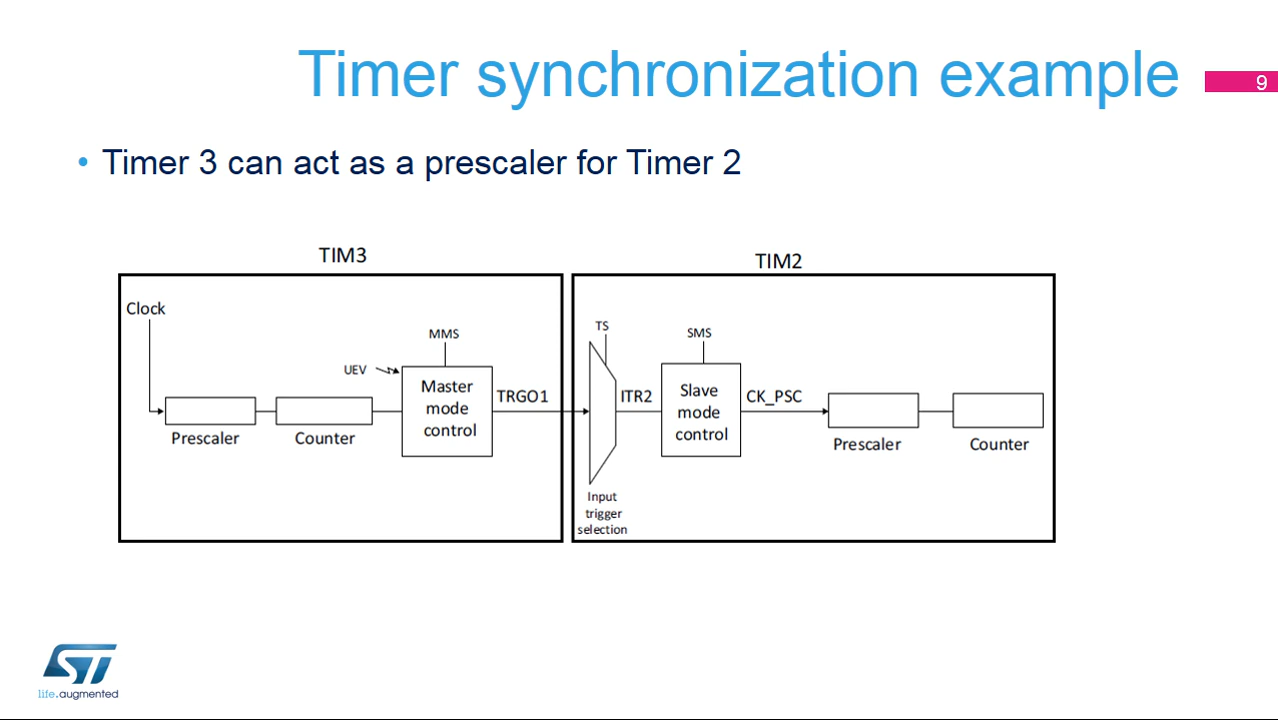 Timer synchronization example
9
• Timer 3 can act as a prescaler for Timer 2
TIM3
TIM2
Clock
MMS
UEV
Master
mode
control
TRGO1
Prescaler
Counter
TS
SMS
ITR2
Slave
mode
control
CK_PSC
Prescaler
Counter
Input
trigger
selection
ST
life.augmented